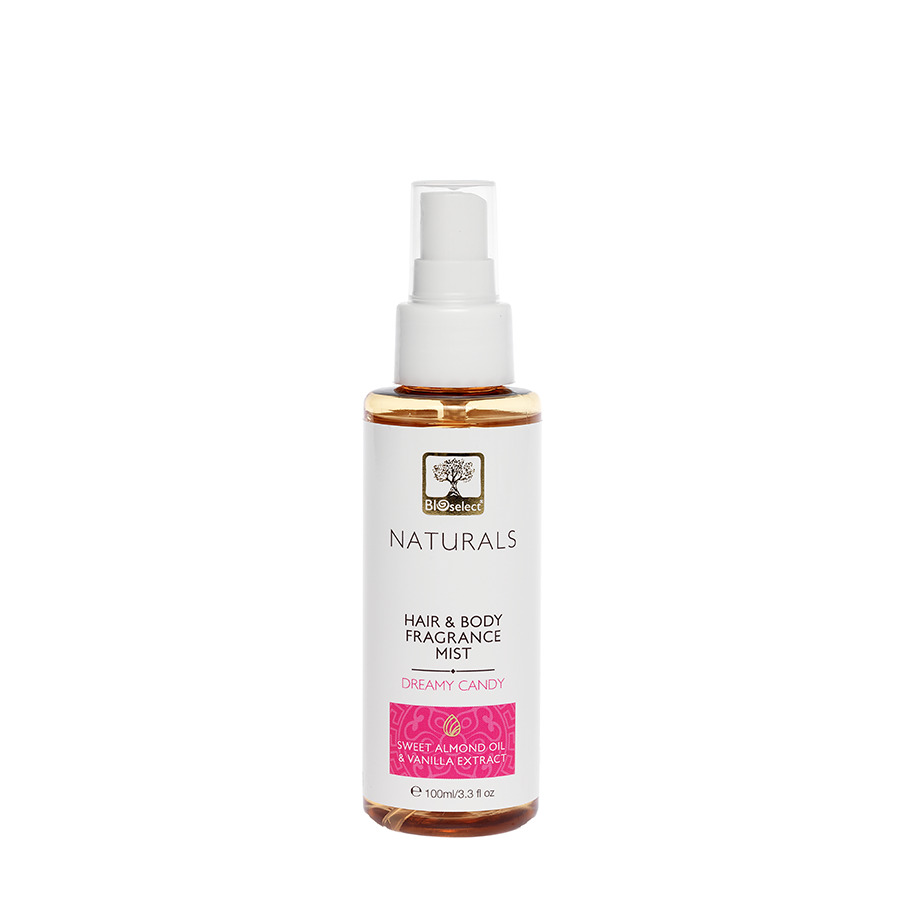 BIOselect®
NATURALS
HAIR & BODY
FRAGRANCE
MIST
DREAMY CANDY
SWEET ALMOND OIL
& VANILLA EXTRACT
℮ 100ml/3.3 fl oz